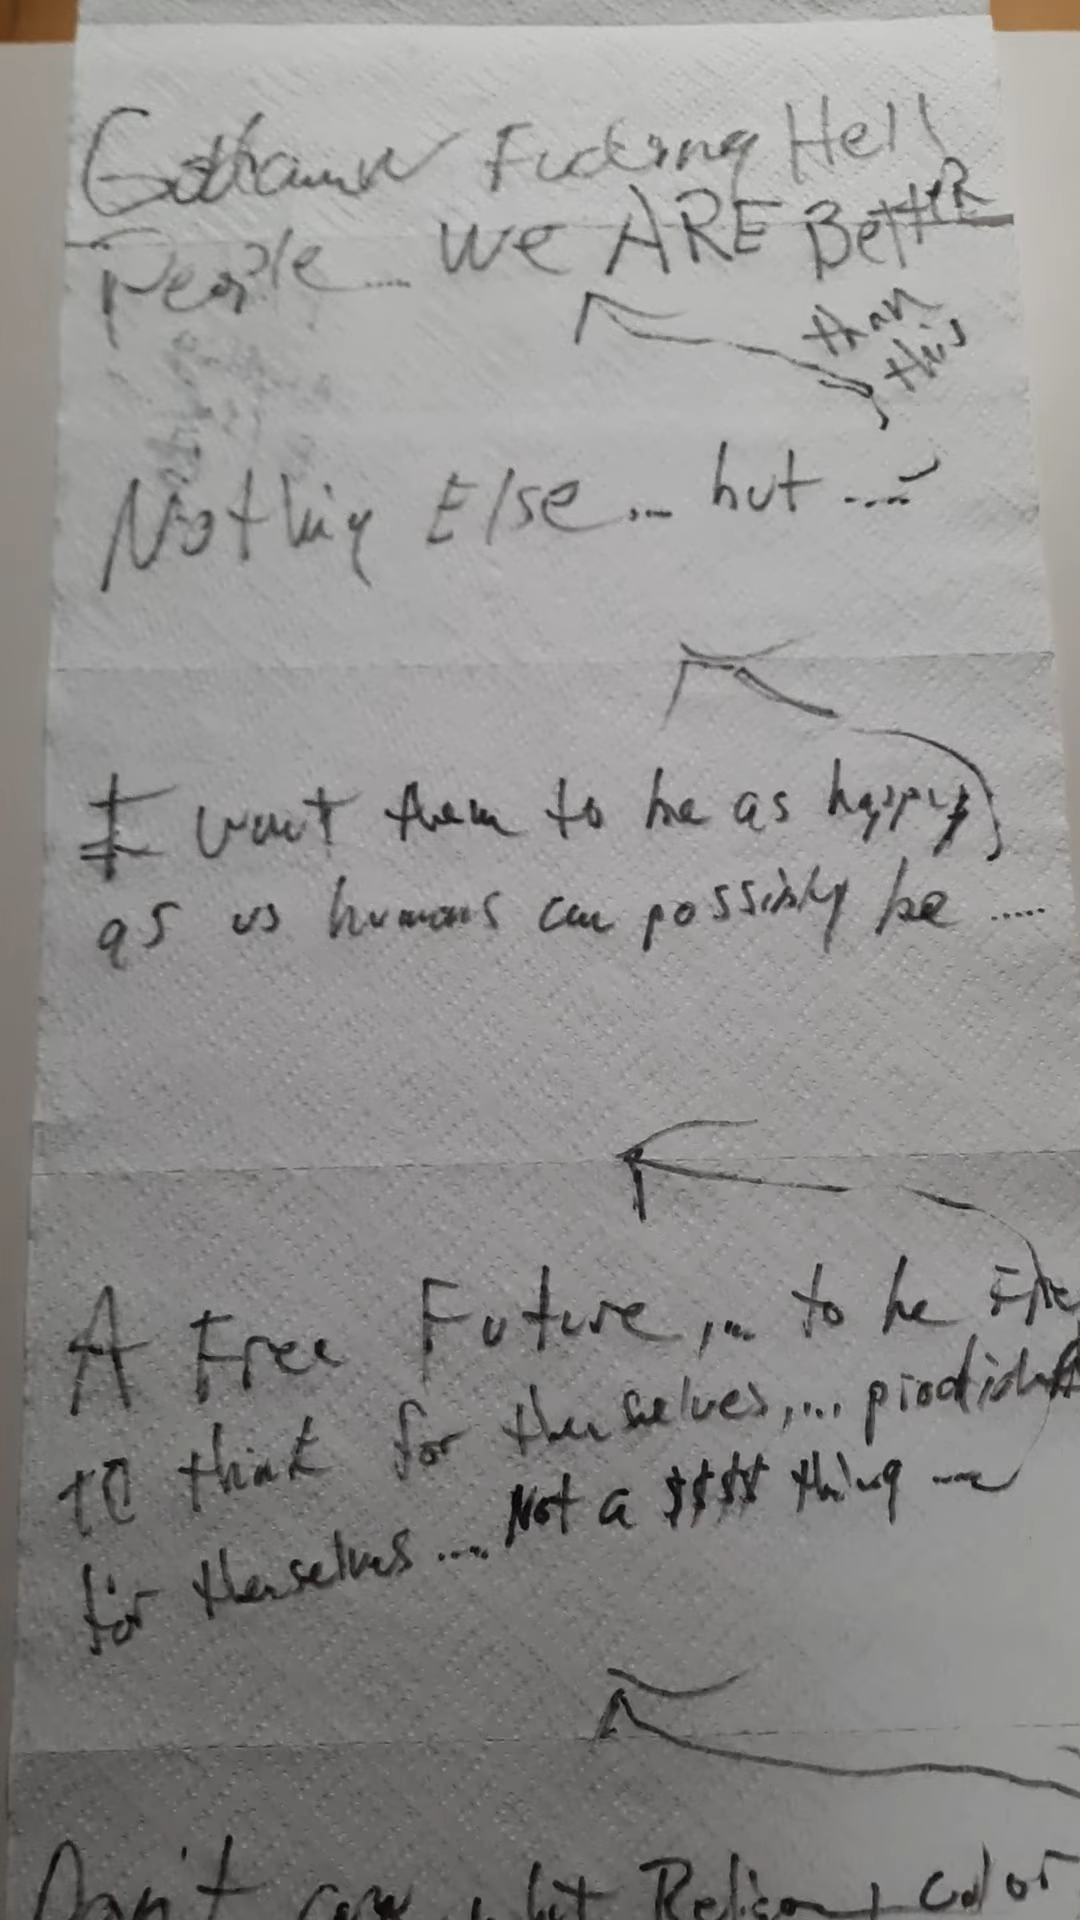 Goddamn Fucking Hell
People.... we ARE BettER
than
this
Nothing Else... but ....
I want them to be as happy
as us humans can possibly be .....
A Free Future,... to be
to think for themselves,....
for themselves.... Not a $$$$ thing ....
Don't care what Religion, color